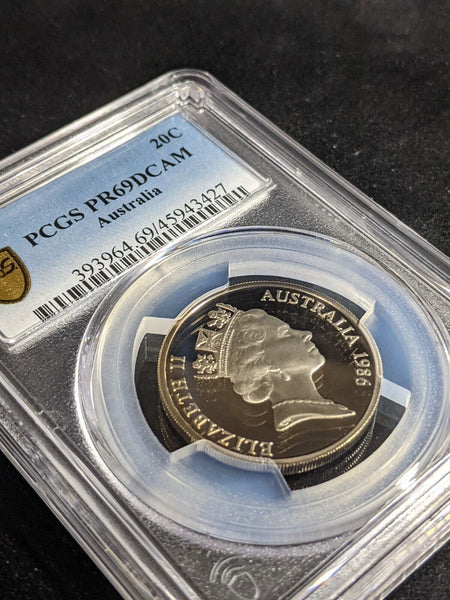 20C
PCGS PR69DCAM
Australia
393964.69/45943427
ELIZABETH II
AUSTRALIA 1986